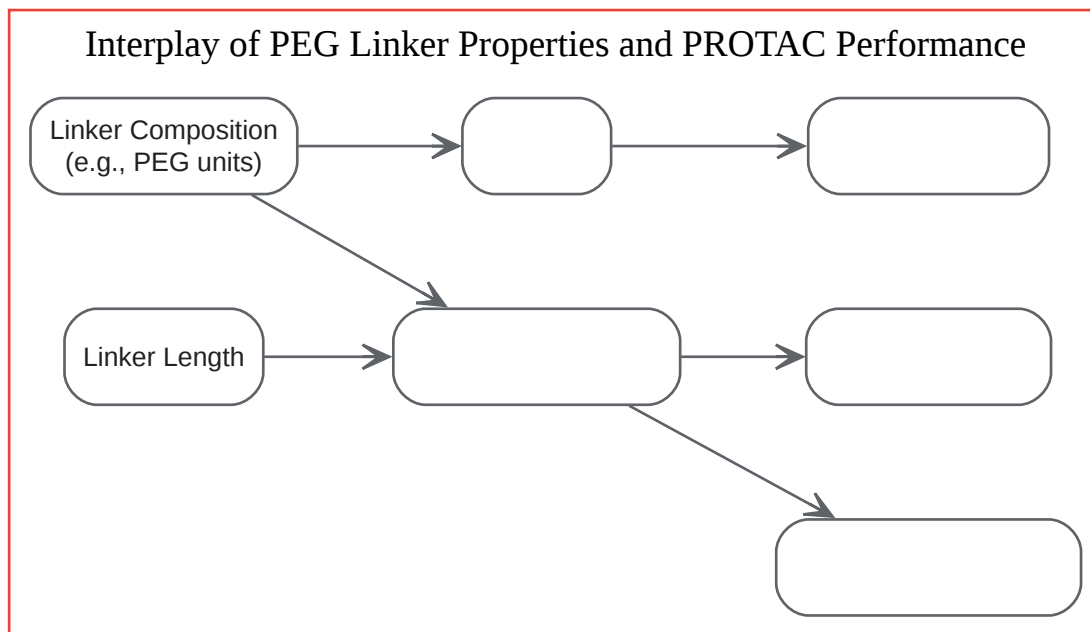 Interplay of PEG Linker Properties and PROTAC Performance
Linker Composition
(e.g., PEG units)
Linker Length